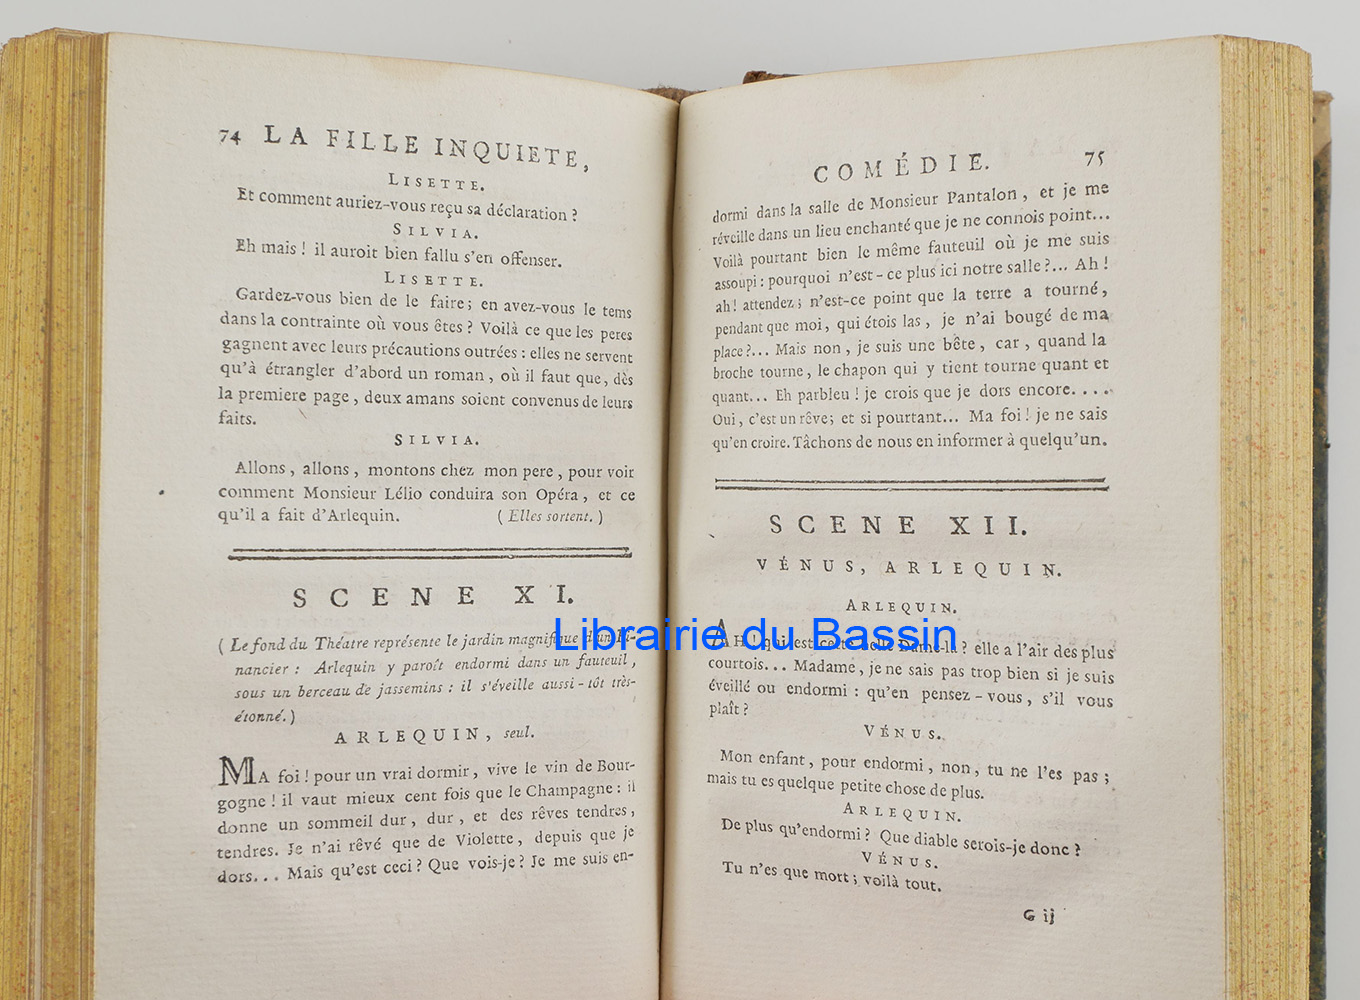 74 LA FILLE INQUIETE,
LISETTE.
Et comment auriez-vous reçu sa déclaration ?
SILVIA.
Eh mais ! il auroit bien fallu s'en offenser.
LISETTE.
Gardez-vous bien de le faire ; en avez-vous le tems
dans la contrainte où vous êtes ? Voilà ce que les peres
gagnent avec leurs précautions outrées : elles ne servent
qu'à étrangler d'abord un roman, où il faut que, dès
la premiere page, deux amans soient convenus de leurs
faits.
SILVIA.
Allons, allons, montons chez mon pere, pour voir
comment Monsieur Lélio conduira son Opéra, et ce
qu'il a fait d'Arlequin. ( Elles sortent. )
SCENE XI.
( Le fond du Théatre représente le jardin magnifique d'un Fi-
nancier : Arlequin y paroît endormi dans un fauteuil,
sous un berceau de jassemins : il s'éveille aussi-tôt très-
étonné. )
ARLEQUIN, seul.
MA foi ! pour un vrai dormir, vive le vin de Bour-
gogne ! il vaut mieux cent fois que le Champagne : il
donne un sommeil dur, dur, et des rêves tendres,
tendres. Je n'ai rêvé que de Violette, depuis que je
dors... Mais qu'est ceci ? Que vois-je ? Je me suis en-
COMÉDIE. 75
dormi dans la salle de Monsieur Pantalon, et je me
réveille dans un lieu enchanté que je ne connois point...
Voilà pourtant bien le même fauteuil où je me suis
assoupi : pourquoi n'est-ce plus ici notre salle ?... Ah !
ah ! attendez ; n'est-ce point que la terre a tourné,
pendant que moi, qui étois las, je n'ai bougé de ma
place ?... Mais non, je suis une bête, car, quand la
broche tourne, le chapon qui y tient tourne quant et
quant... Eh parbleu ! je crois que je dors encore....
Oui, c'est un rêve ; et si pourtant... Ma foi ! je ne sais
qu'en croire. Tâchons de nous en informer à quelqu'un.
SCENE XII.
VÉNUS, ARLEQUIN.
ARLEQUIN.
AH ! qui est cette belle Dame-là ? elle a l'air des plus
courtois... Madame, je ne sais pas trop bien si je suis
éveillé ou endormi : qu'en pensez-vous, s'il vous
plaît ?
VÉNUS.
Mon enfant, pour endormi, non, tu ne l'es pas ;
mais tu es quelque petite chose de plus.
ARLEQUIN.
De plus qu'endormi ? Que diable serois-je donc ?
VÉNUS.
Tu n'es que mort ; voilà tout.
G ij
Librairie du Bassin